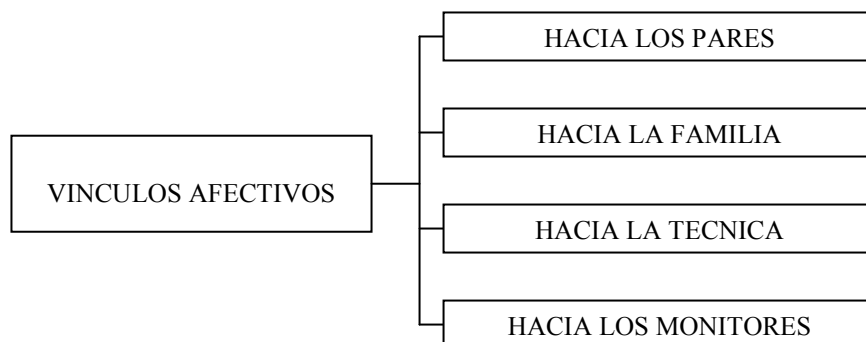 HACIA LOS PARES
HACIA LA FAMILIA
VINCULOS AFECTIVOS
HACIA LA TECNICA
HACIA LOS MONITORES